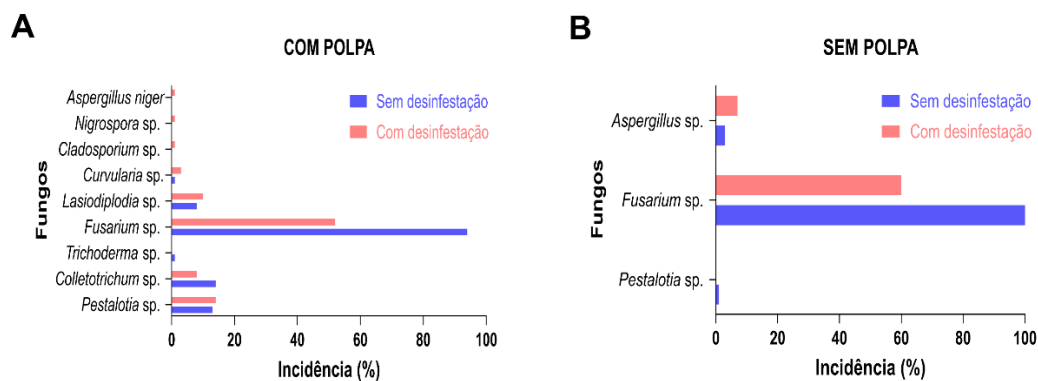 A
COM POLPA
Sem desinfestação
Com desinfestação
Fungos
Aspergillus niger
Nigrospora sp.
Cladosporium sp.
Curvularia sp.
Lasiodiplodia sp.
Fusarium sp.
Trichoderma sp.
Colletotrichum sp.
Pestalotia sp.
0 20 40 60 80 100
Incidência (%)
B
SEM POLPA
Sem desinfestação
Com desinfestação
Fungos
Aspergillus sp.
Fusarium sp.
Pestalotia sp.
0 20 40 60 80 100
Incidência (%)